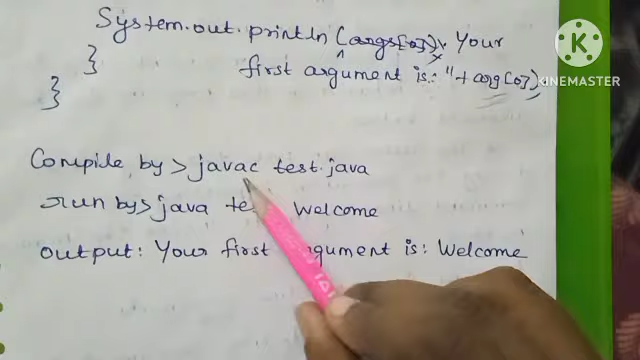 System.out.println (args[0]); Your
} first argument is: "+ arg[0])
}
KINEMASTER
Compile by > javac test.java
run by > java te Welcome
output: Your first argument is: Welcome